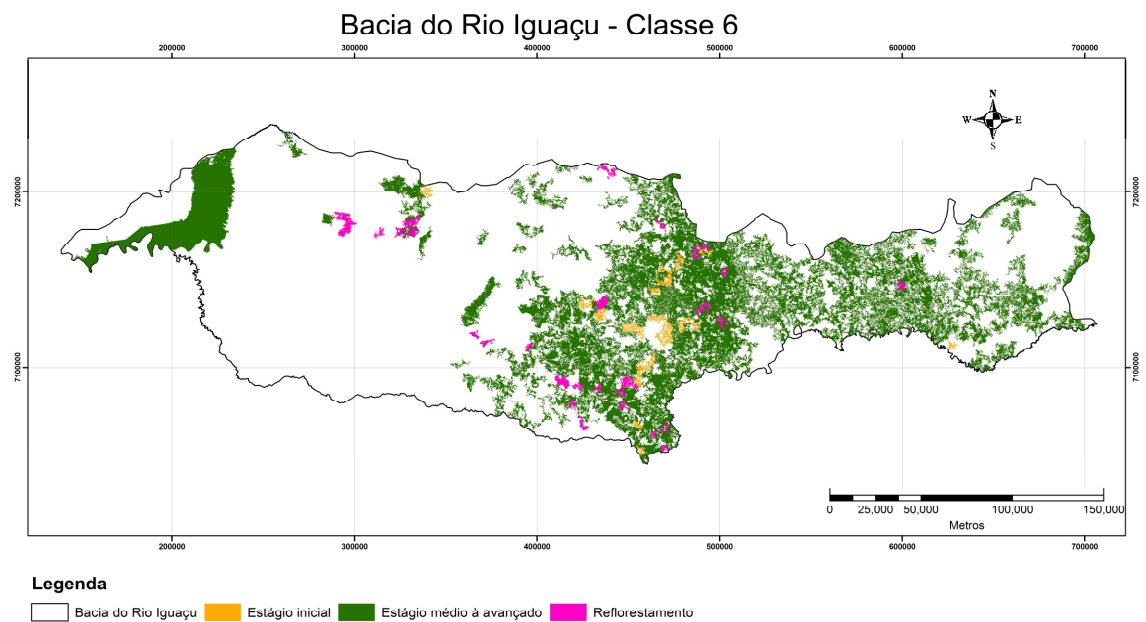 Bacia do Rio Iguaçu - Classe 6
200000 300000 400000 500000 600000 700000
N
W E
S
7200000 7200000
7100000 7100000
0 25,000 50,000 100,000 150,000
Metros
200000 300000 400000 500000 600000 700000
Legenda
Bacia do Rio Iguaçu Estágio inicial Estágio médio à avançado Reflorestamento